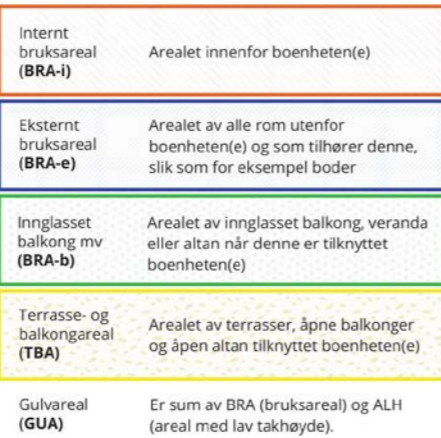 Internt
bruksareal
(BRA-i)
Arealet innenfor boenheten(e)
Eksternt
bruksareal
(BRA-e)
Arealet av alle rom utenfor
boenheten(e) og som tilhører denne,
slik som for eksempel boder
Innglasset
balkong mv
(BRA-b)
Arealet av innglasset balkong, veranda
eller altan når denne er tilknyttet
boenheten(e)
Terrasse- og
balkongareal
(TBA)
Arealet av terrasser, åpne balkonger
og åpen altan tilknyttet boenheten(e)
Gulvareal
(GUA)
Er sum av BRA (bruksareal) og ALH
(areal med lav takhøyde).